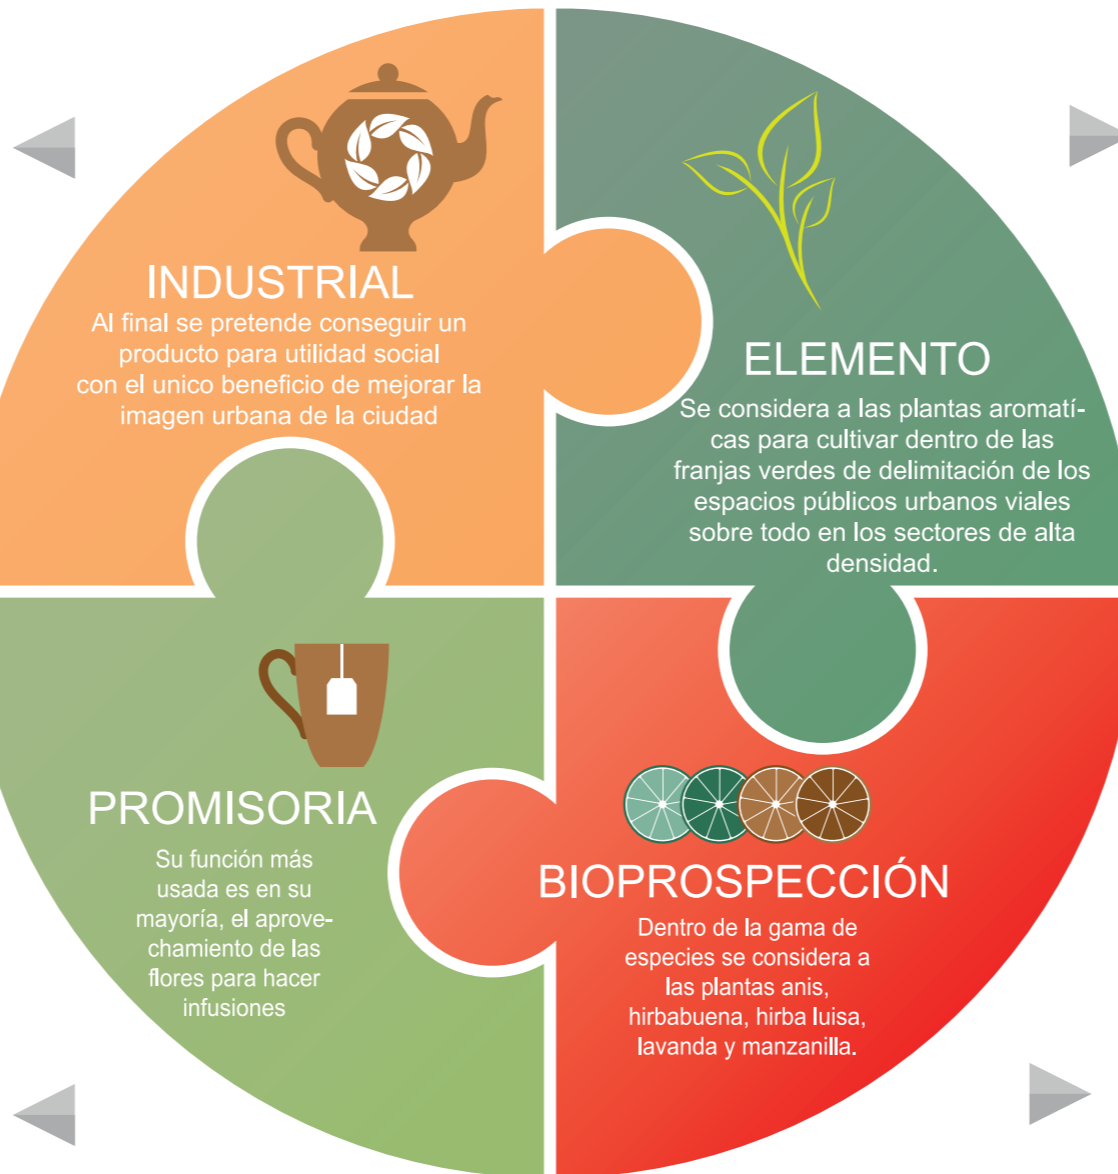 INDUSTRIAL
Al final se pretende conseguir un
producto para utilidad social
con el unico beneficio de mejorar la
imagen urbana de la ciudad
ELEMENTO
Se considera a las plantas aromatí-
cas para cultivar dentro de las
franjas verdes de delimitación de los
espacios públicos urbanos viales
sobre todo en los sectores de alta
densidad.
PROMISORIA
Su función más
usada es en su
mayoría, el aprove-
chamiento de las
flores para hacer
infusiones
BIOPROSPECCIÓN
Dentro de la gama de
especies se considera a
las plantas anis,
hirbabuena, hirba luisa,
lavanda y manzanilla.